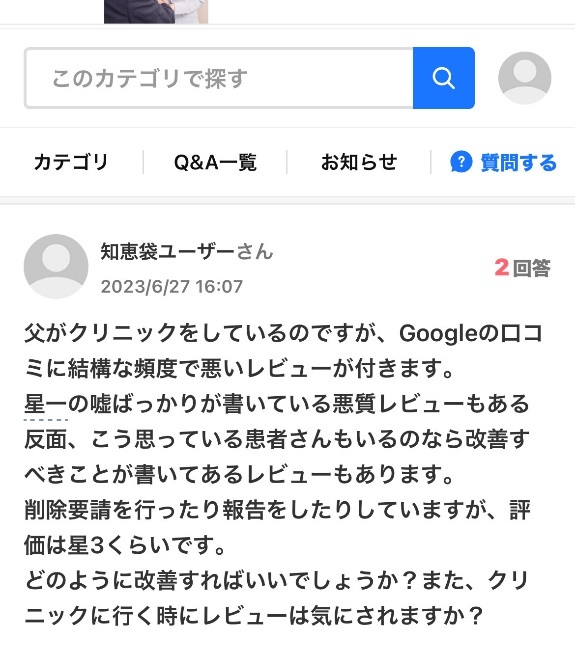 このカテゴリで探す
カテゴリ
Q&A一覧
お知らせ
質問する
知恵袋ユーザーさん
2023/6/27 16:07
2回答
父がクリニックをしているのですが、Googleの口コ
ミに結構な頻度で悪いレビューが付きます。
星一の嘘ばっかりが書いている悪質レビューもある
反面、こう思っている患者さんもいるのなら改善す
べきことが書いてあるレビューもあります。
削除要請を行ったり報告をしたりしていますが、評
価は星3くらいです。
どのように改善すればいいでしょうか？また、クリ
ニックに行く時にレビューは気にされますか？